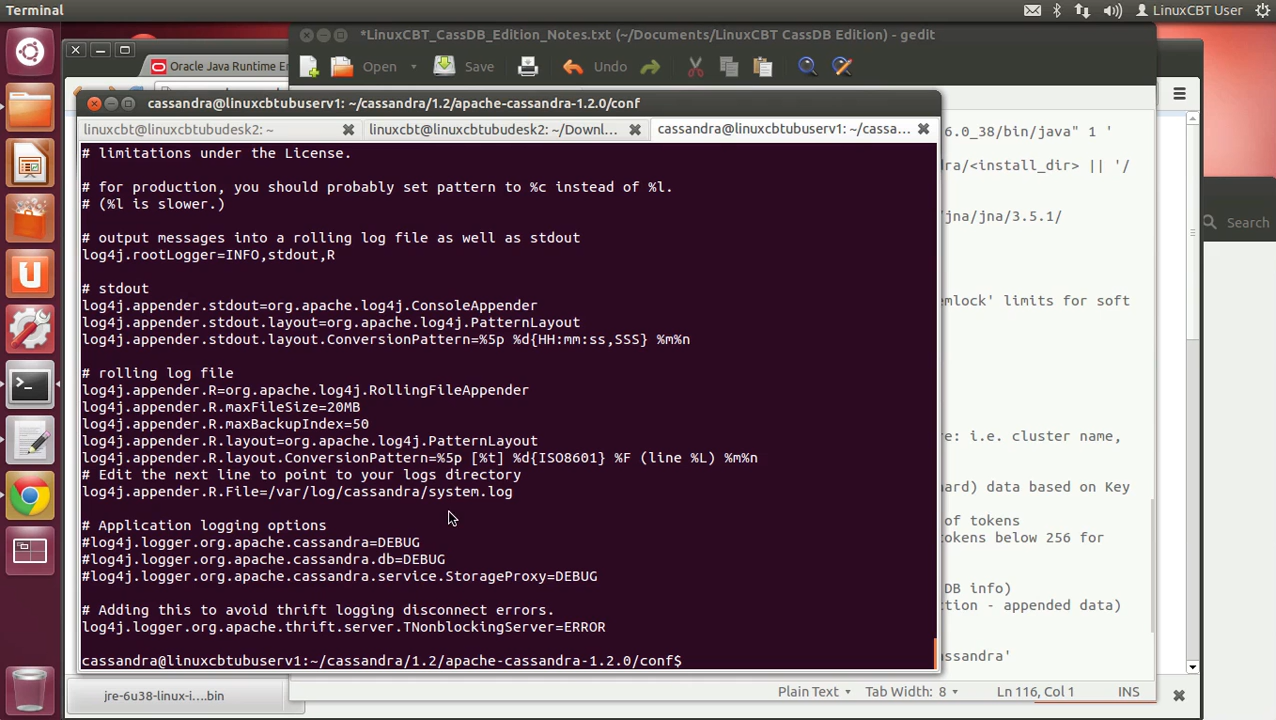 Terminal
LinuxCBT User
*LinuxCBT_CassDB_Edition_Notes.txt (~/Documents/LinuxCBT CassDB Edition) - gedit
Oracle Java Runtime En
Open
Save
Undo
cassandra@linuxcbtubuserv1: ~/cassandra/1.2/apache-cassandra-1.2.0/conf
linuxcbt@linuxcbtubudesk2: ~
linuxcbt@linuxcbtubudesk2: ~/Downl...
cassandra@linuxcbtubuserv1: ~/cassa...
# limitations under the License.
# for production, you should probably set pattern to %c instead of %l.
# (%l is slower.)
# output messages into a rolling log file as well as stdout
log4j.rootLogger=INFO,stdout,R
# stdout
log4j.appender.stdout=org.apache.log4j.ConsoleAppender
log4j.appender.stdout.layout=org.apache.log4j.PatternLayout
log4j.appender.stdout.layout.ConversionPattern=%5p %d{HH:mm:ss,SSS} %m%n
# rolling log file
log4j.appender.R=org.apache.log4j.RollingFileAppender
log4j.appender.R.maxFileSize=20MB
log4j.appender.R.maxBackupIndex=50
log4j.appender.R.layout=org.apache.log4j.PatternLayout
log4j.appender.R.layout.ConversionPattern=%5p [%t] %d{ISO8601} %F (line %L) %m%n
# Edit the next line to point to your logs directory
log4j.appender.R.File=/var/log/cassandra/system.log
# Application logging options
#log4j.logger.org.apache.cassandra=DEBUG
#log4j.logger.org.apache.cassandra.db=DEBUG
#log4j.logger.org.apache.cassandra.service.StorageProxy=DEBUG
# Adding this to avoid thrift logging disconnect errors.
log4j.logger.org.apache.thrift.server.TNonblockingServer=ERROR
cassandra@linuxcbtubuserv1:~/cassandra/1.2/apache-cassandra-1.2.0/conf$
6.0_38/bin/java" 1 '
ra/<install_dir> || '/
/jna/jna/3.5.1/
emlock' limits for soft
re: i.e. cluster name,
hard) data based on Key
of tokens
tokens below 256 for
DB info)
ction - appended data)
assandra'
Search
jre-6u38-linux-i....bin
Plain Text
Tab Width: 8
Ln 116, Col 1
INS